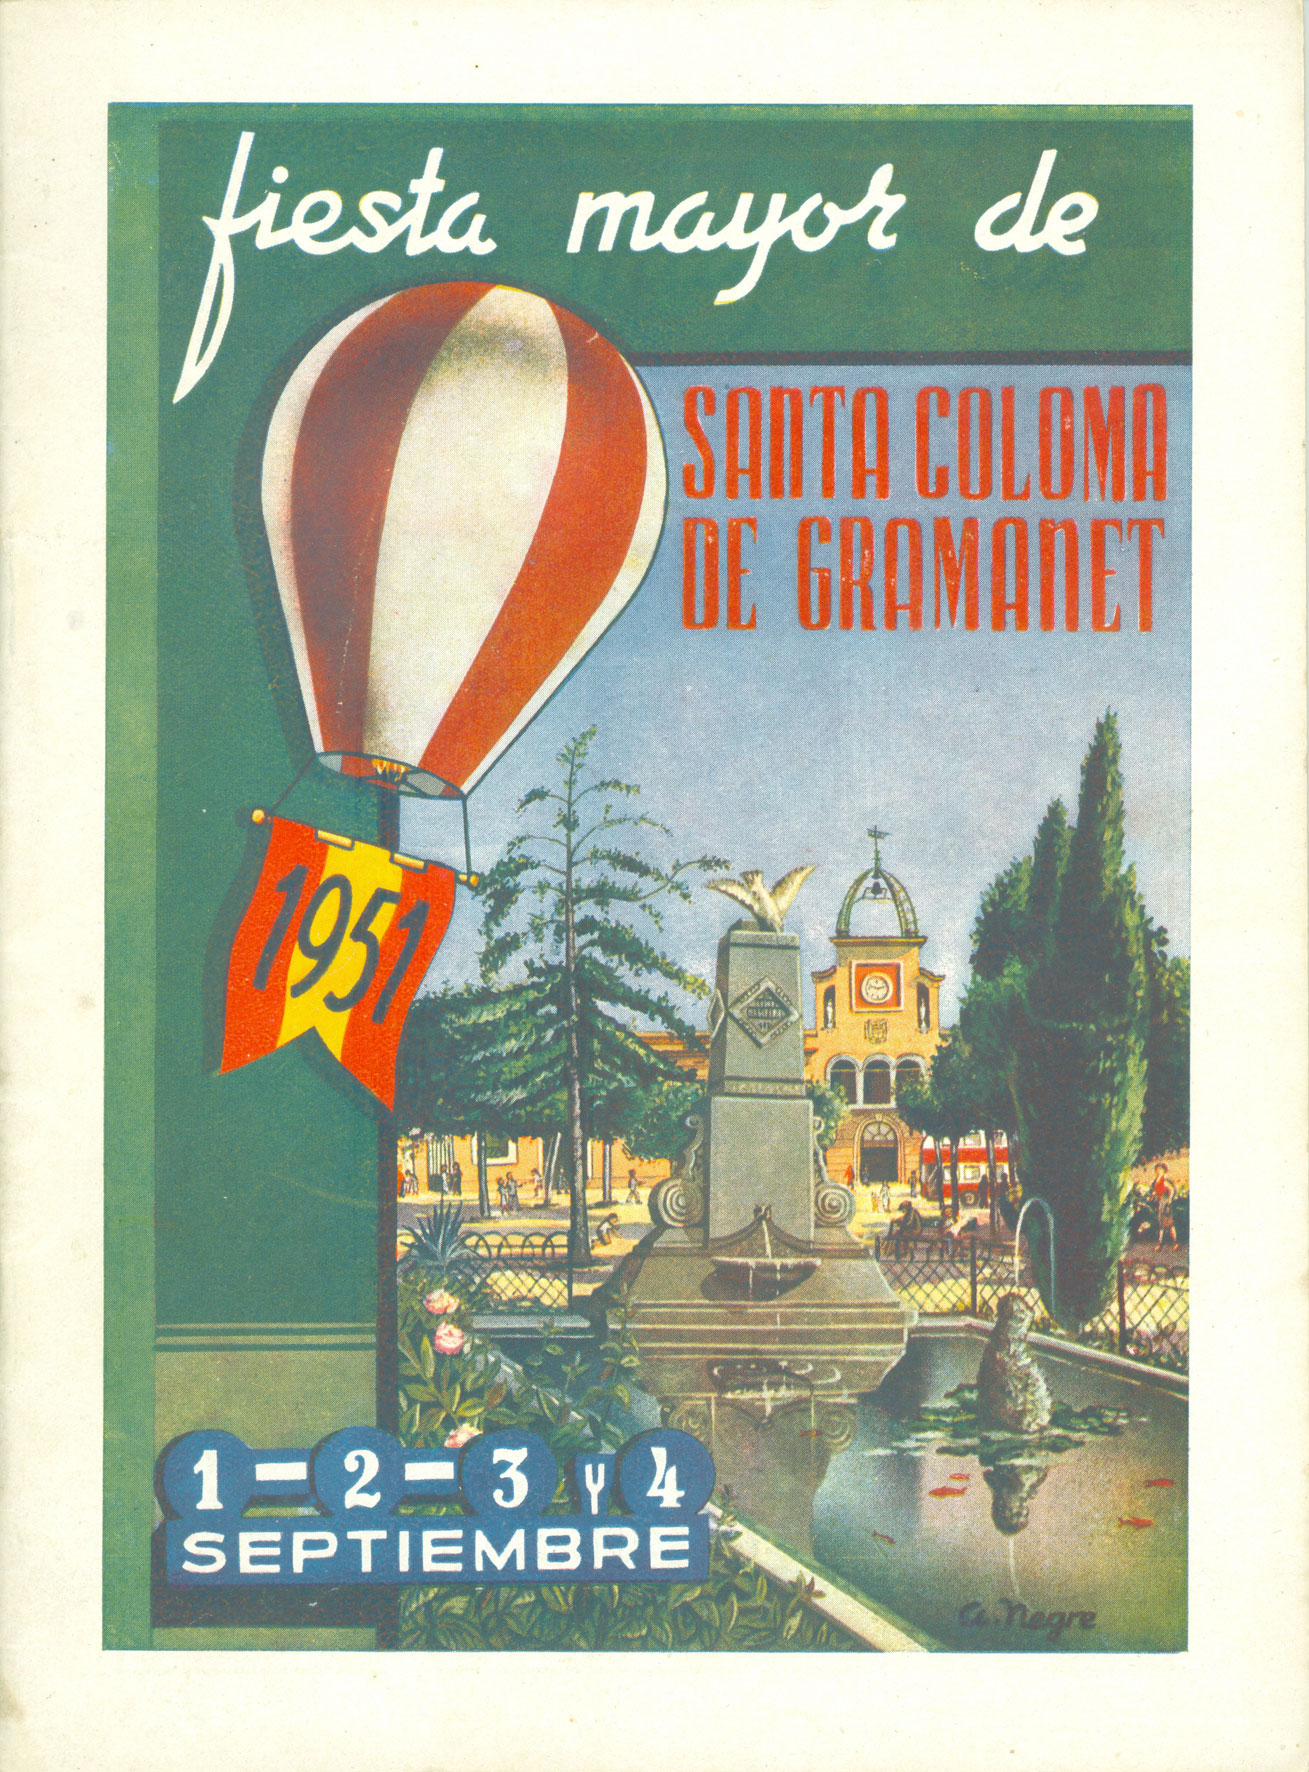 fiesta mayor de
SANTA COLOMA
DE GRAMANET
1951
1-2-3 y 4
SEPTIEMBRE
A. Negre